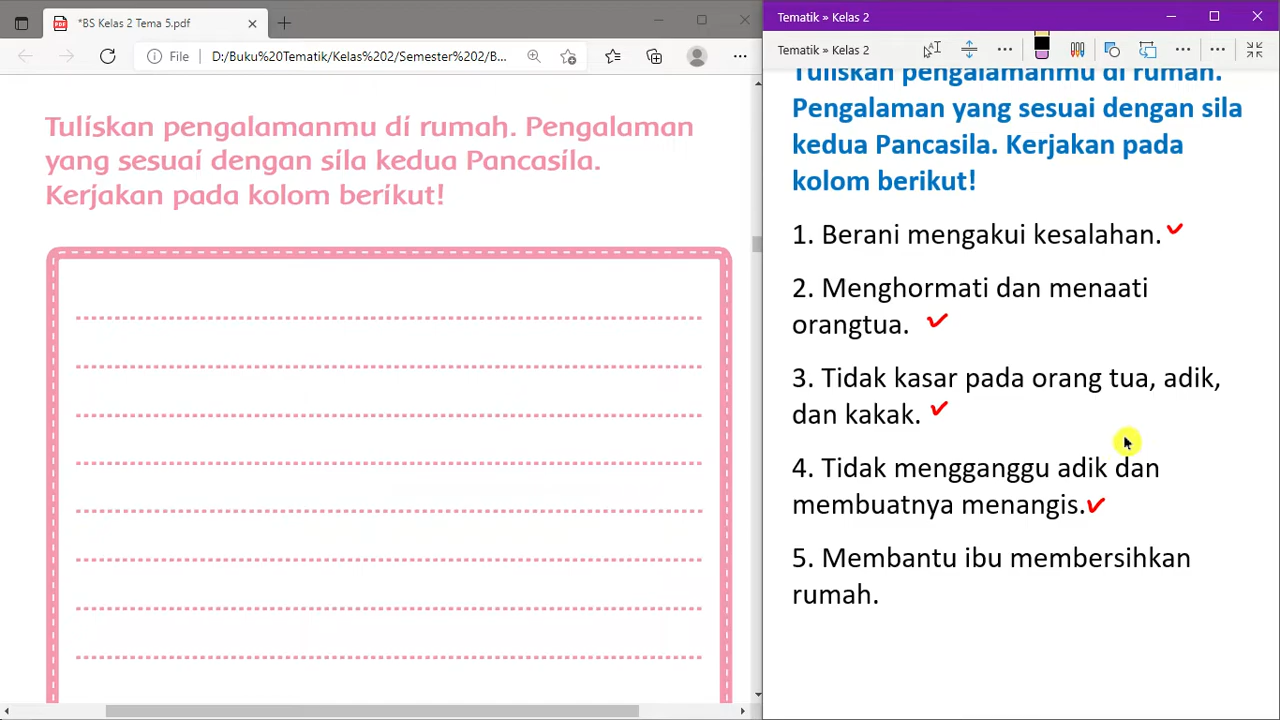 *BS Kelas 2 Tema 5.pdf
File
D:/Buku%20Tematik/Kelas%202/Semester%202/B...
Tuliskan pengalamanmu di rumah. Pengalaman
yang sesuai dengan sila kedua Pancasila.
Kerjakan pada kolom berikut!
Tematik » Kelas 2
Tematik » Kelas 2
Tuliskan pengalamanmu di rumah.
Pengalaman yang sesuai dengan sila
kedua Pancasila. Kerjakan pada
kolom berikut!
1. Berani mengakui kesalahan.
2. Menghormati dan menaati
orangtua.
3. Tidak kasar pada orang tua, adik,
dan kakak.
4. Tidak mengganggu adik dan
membuatnya menangis.
5. Membantu ibu membersihkan
rumah.